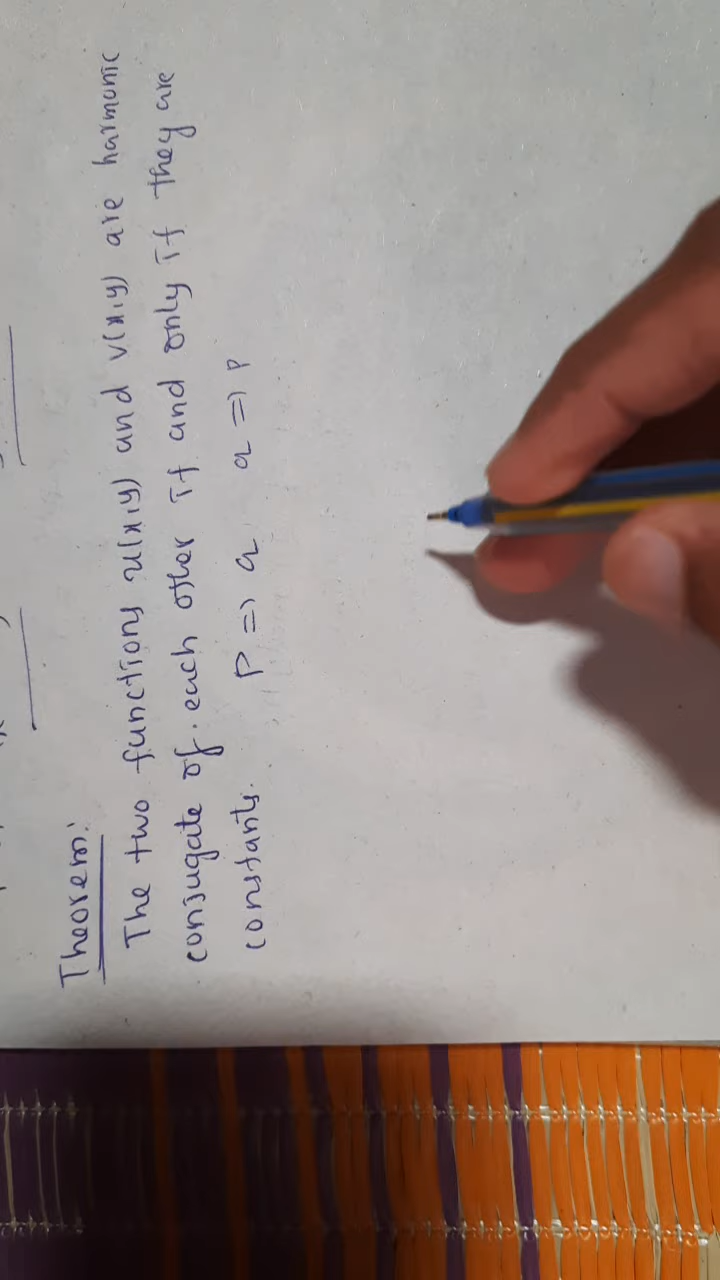 Theorem:
The two functions u(x,y) and v(x,y) are harmonic
conjugate of each other if and only if they are
constants. P => q q => P